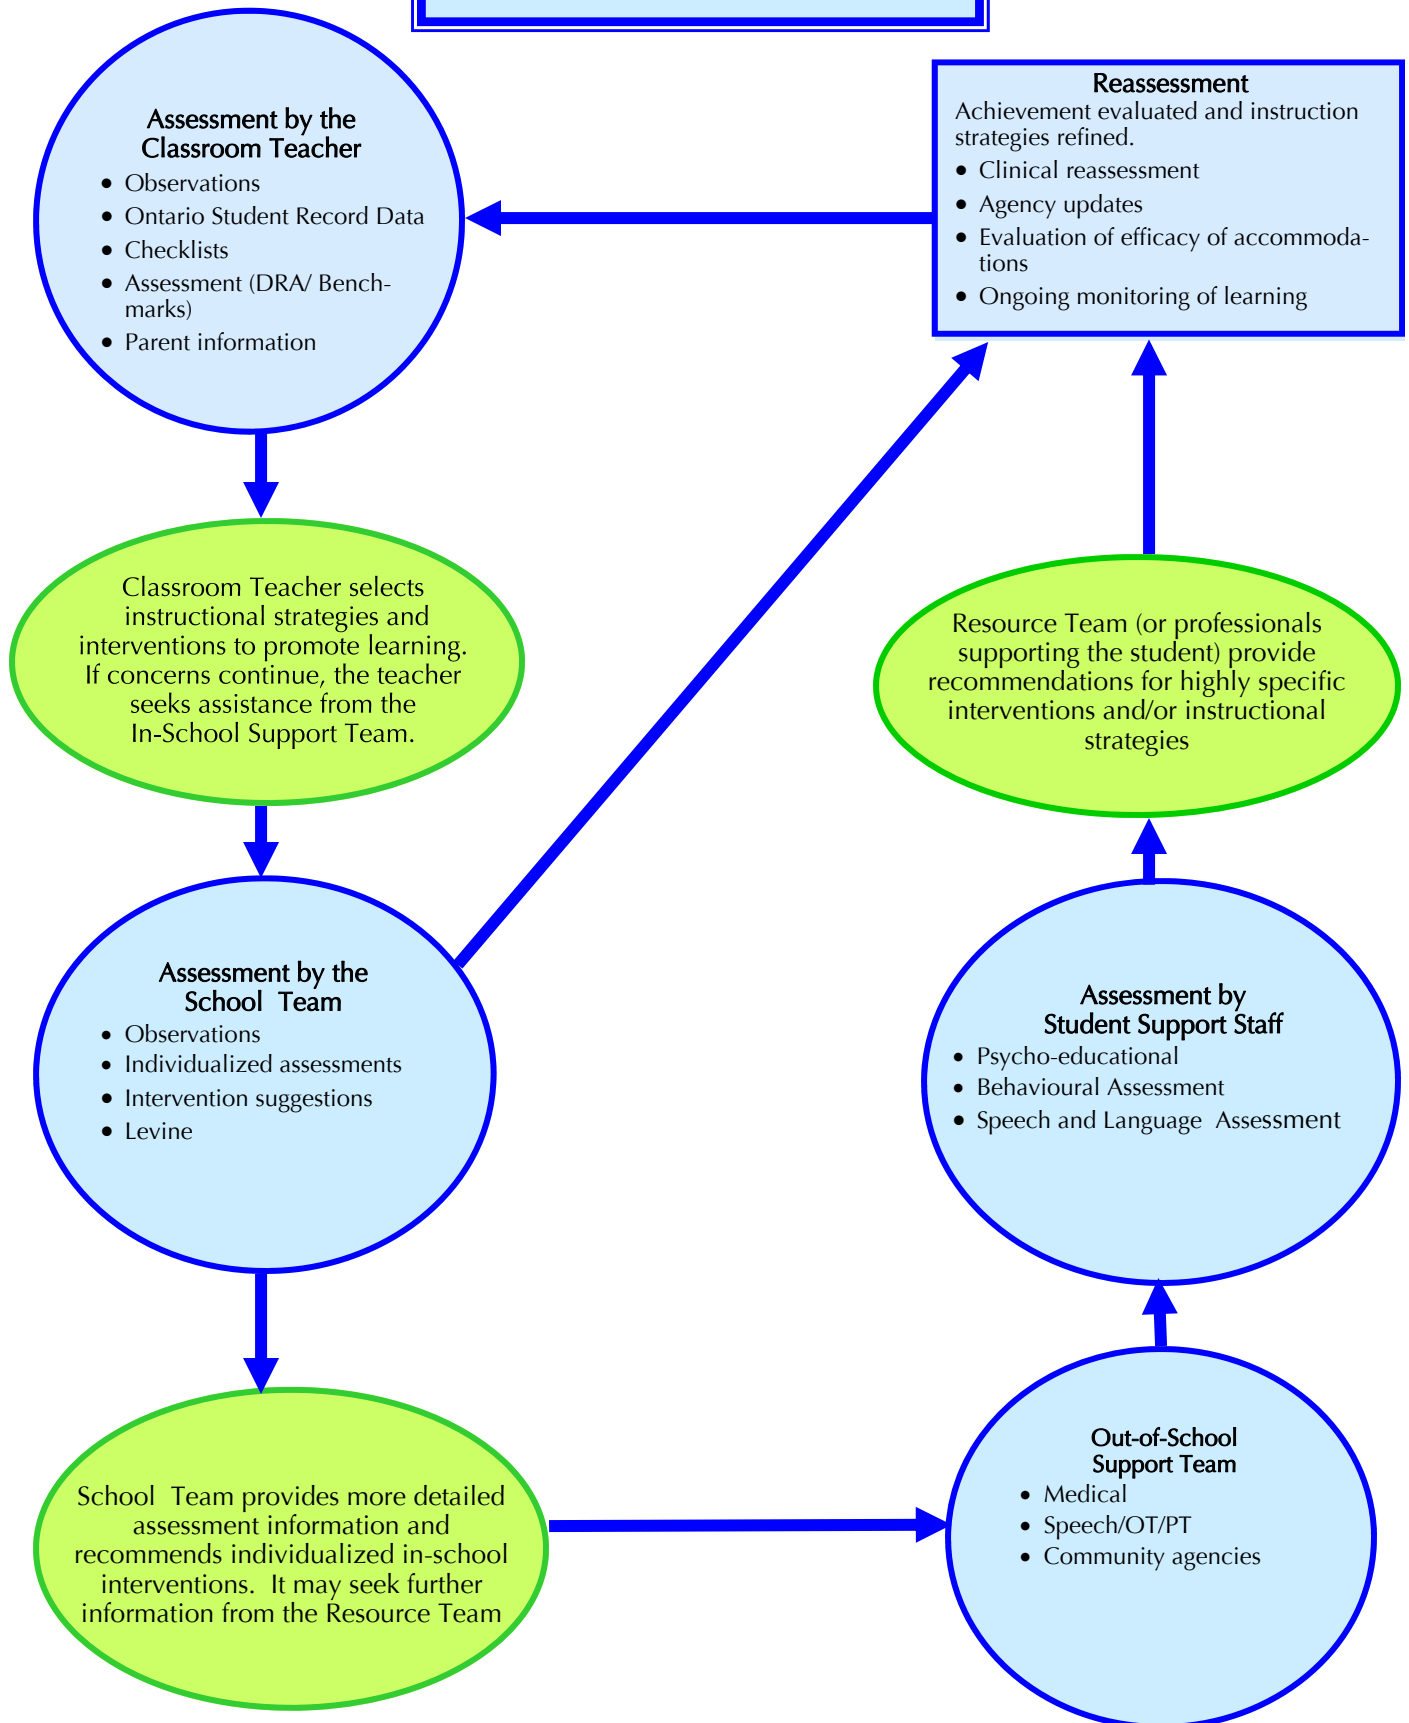 Assessment by the
Classroom Teacher
• Observations
• Ontario Student Record Data
• Checklists
• Assessment (DRA/ Bench-
marks)
• Parent information
Reassessment
Achievement evaluated and instruction
strategies refined.
• Clinical reassessment
• Agency updates
• Evaluation of efficacy of accommoda-
tions
• Ongoing monitoring of learning
Classroom Teacher selects
instructional strategies and
interventions to promote learning.
If concerns continue, the teacher
seeks assistance from the
In-School Support Team.
Resource Team (or professionals
supporting the student) provide
recommendations for highly specific
interventions and/or instructional
strategies
Assessment by the
School  Team
• Observations
• Individualized assessments
• Intervention suggestions
• Levine
Assessment by
Student Support Staff
• Psycho-educational
• Behavioural Assessment
• Speech and Language  Assessment
School  Team provides more detailed
assessment information and
recommends individualized in-school
interventions.  It may seek further
information from the Resource Team
Out-of-School
Support Team
• Medical
• Speech/OT/PT
• Community agencies